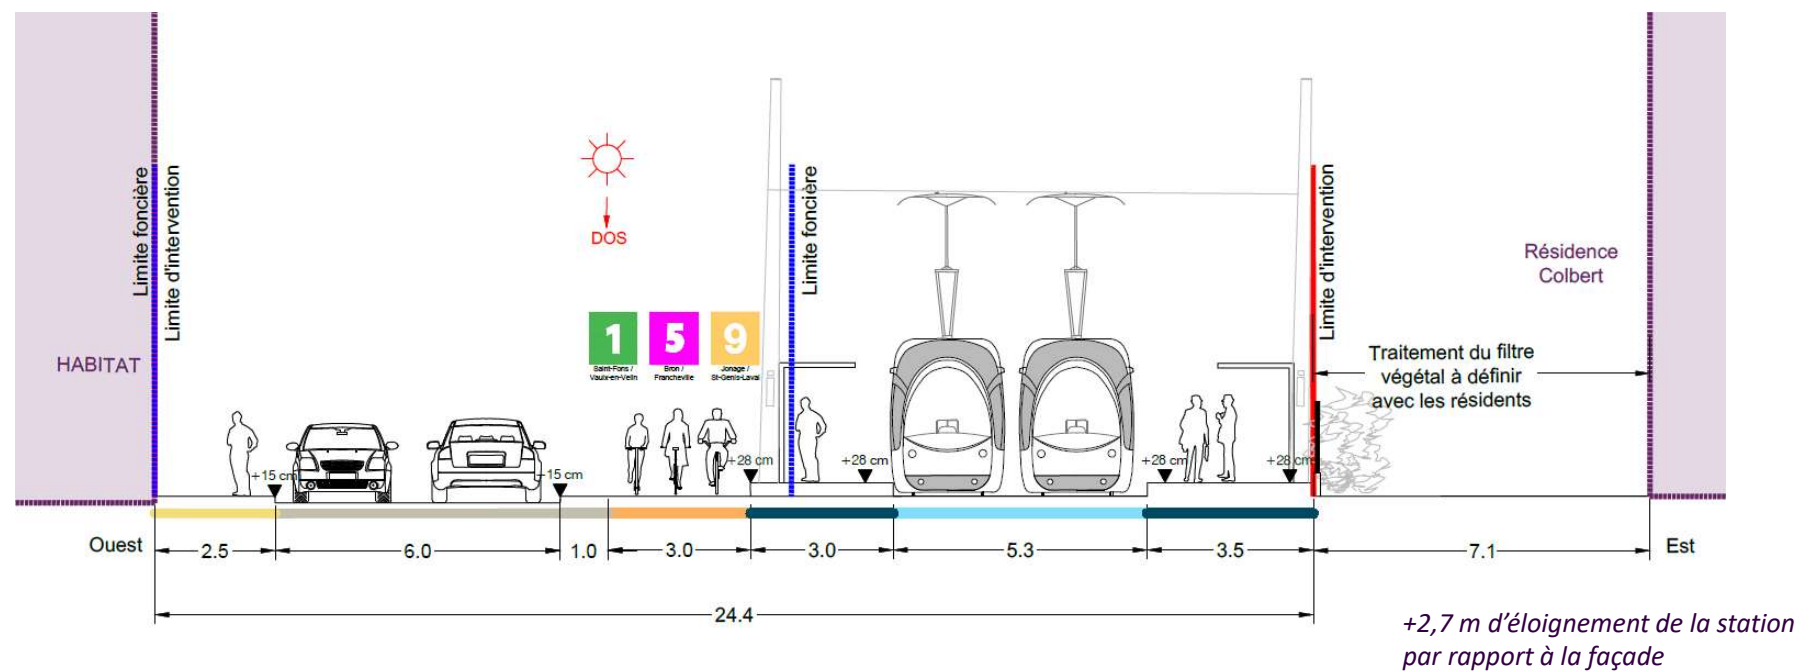 Limite foncière
Limite d'intervention
DOS
Limite foncière
Limite d'intervention
Résidence
Colbert
HABITAT
1
5
9
Saint-Fons /
Vaulx-en-Velin
Bron /
Francheville
Jonage /
St-Genis-Laval
Traitement du filtre
végétal à définir
avec les résidents
+15 cm
+15 cm
+28 cm
+28 cm
+28 cm
+28 cm
Ouest
2.5
6.0
1.0
3.0
3.0
5.3
3.5
7.1
Est
24.4
+2,7 m d'éloignement de la station
par rapport à la façade